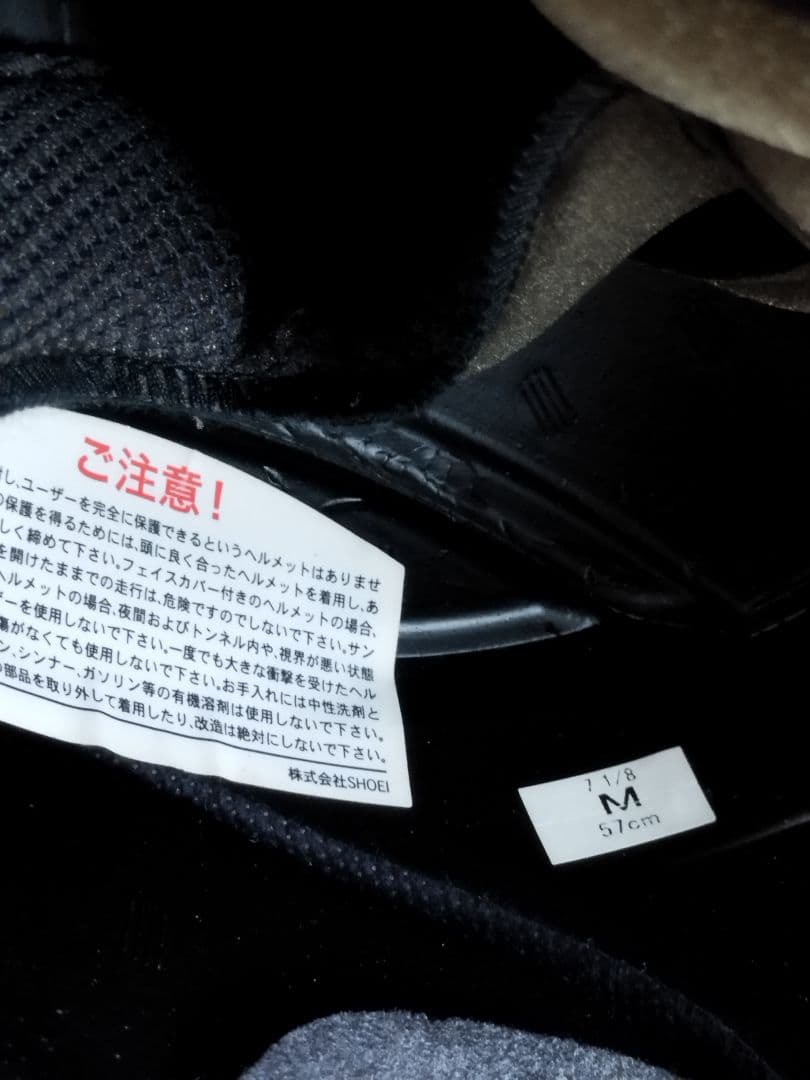 ご注意！
し、ユーザーを完全に保護できるというヘルメットはありませ
の保護を得るためには、頭に良く合ったヘルメットを着用し、あ
しく締めて下さい。フェイスカバー付きのヘルメットの場合、
を開けたままでの走行は、危険ですのでしないで下さい。サン
ヘルメットの場合、夜間およびトンネル内や、視界が悪い状態
ーを使用しないで下さい。一度でも大きな衝撃を受けたヘル
傷がなくても使用しないで下さい。お手入れには中性洗剤と
ン、シンナー、ガソリン等の有機溶剤は使用しないで下さい。
の部品を取り外して着用したり、改造は絶対にしないで下さい。
株式会社SHOEI
7 1/8
M
57cm